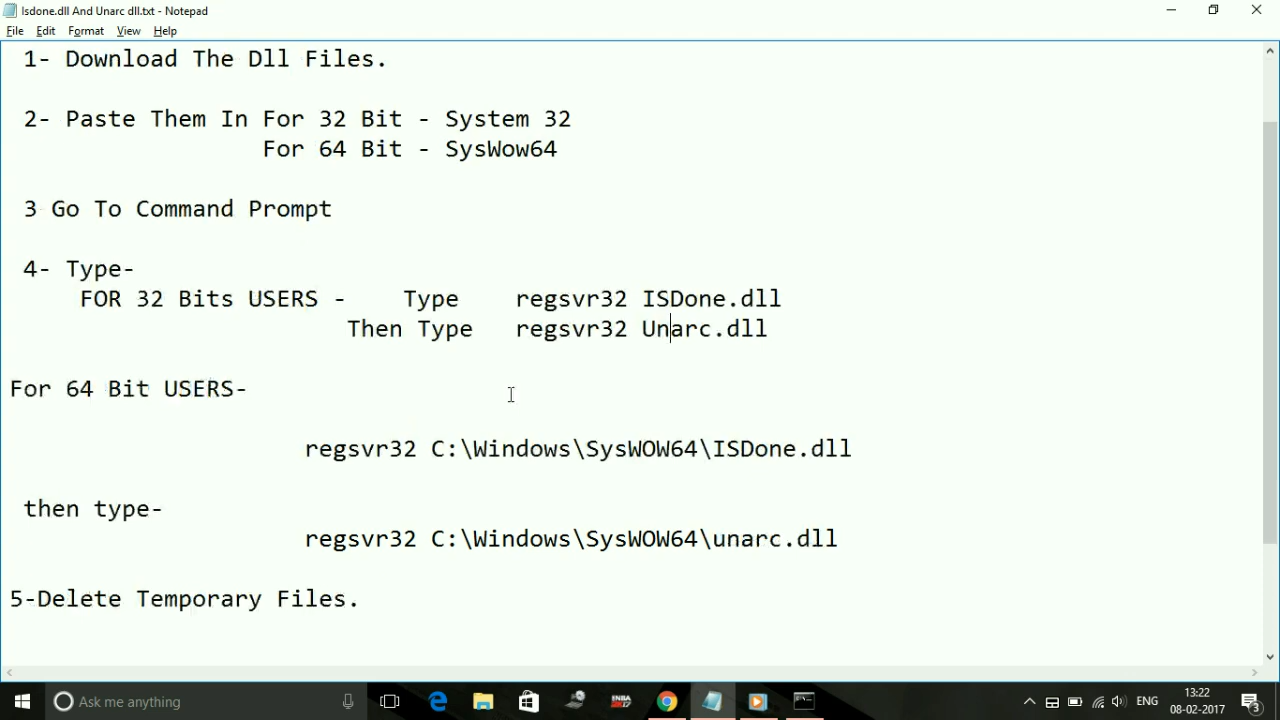 Isdone.dll And Unarc dll.txt - Notepad
File Edit Format View Help
1- Download The Dll Files.
2- Paste Them In For 32 Bit - System 32
For 64 Bit - SysWow64
3 Go To Command Prompt
4- Type-
FOR 32 Bits USERS - Type regsvr32 ISDone.dll
Then Type regsvr32 Unarc.dll
For 64 Bit USERS-
regsvr32 C:\Windows\SysWOW64\ISDone.dll
then type-
regsvr32 C:\Windows\SysWOW64\unarc.dll
5-Delete Temporary Files.
Ask me anything
ENG
13:22
08-02-2017
3